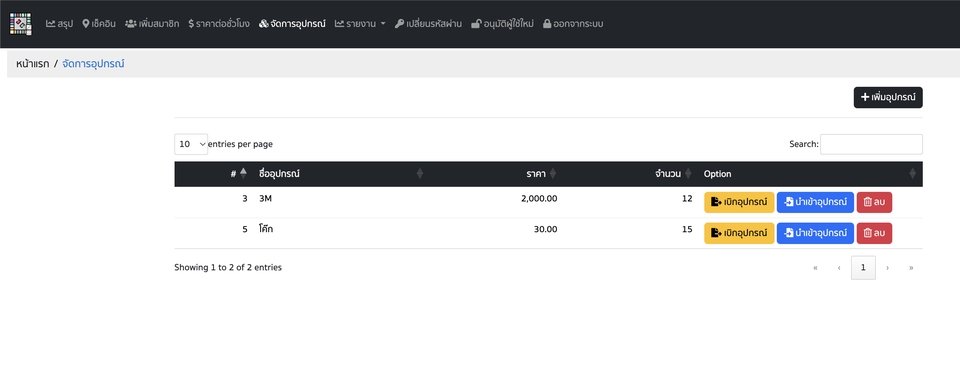 สรุป เช็คอิน เพิ่มสมาชิก $ ราคาต่อชั่วโมง จัดการอุปกรณ์ รายงาน เปลี่ยนรหัสผ่าน อนุมัติผู้ใช้ใหม่ ออกจากระบบ
หน้าแรก / จัดการอุปกรณ์
+ เพิ่มอุปกรณ์
10 entries per page Search:
# ชื่ออุปกรณ์ ราคา จำนวน Option
3 3M 2,000.00 12 เบิกอุปกรณ์ นำเข้าอุปกรณ์ ลบ
5 โค๊ก 30.00 15 เบิกอุปกรณ์ นำเข้าอุปกรณ์ ลบ
Showing 1 to 2 of 2 entries « ‹ 1 › »